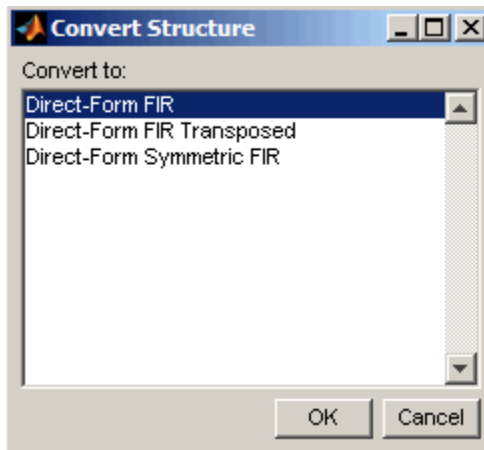 Convert Structure
Convert to:
Direct-Form FIR
Direct-Form FIR Transposed
Direct-Form Symmetric FIR
OK Cancel